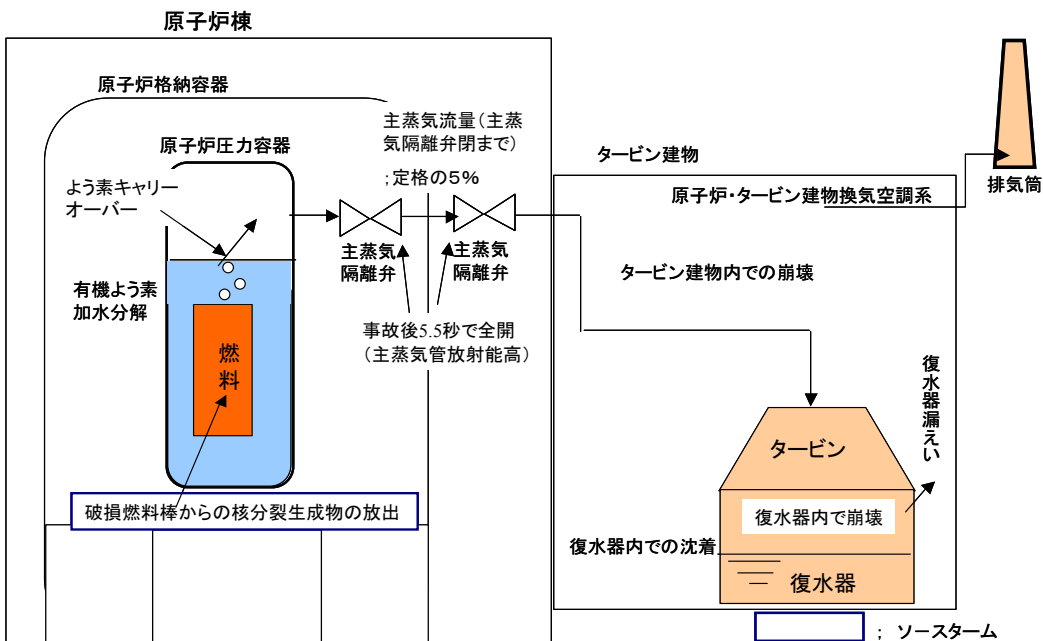 原子炉棟
原子炉格納容器
主蒸気流量（主蒸
気隔離弁閉まで）
;定格の５％
原子炉圧力容器
よう素キャリー
オーバー
タービン建物
原子炉・タービン建物換気空調系
排気筒
主蒸気
隔離弁
主蒸気
隔離弁
有機よう素
加水分解
タービン建物内での崩壊
事故後5.5秒で全開
（主蒸気管放射能高）
燃
料
復水器漏えい
タービン
破損燃料棒からの核分裂生成物の放出
復水器内で崩壊
復水器内での沈着
復水器
; ソースターム